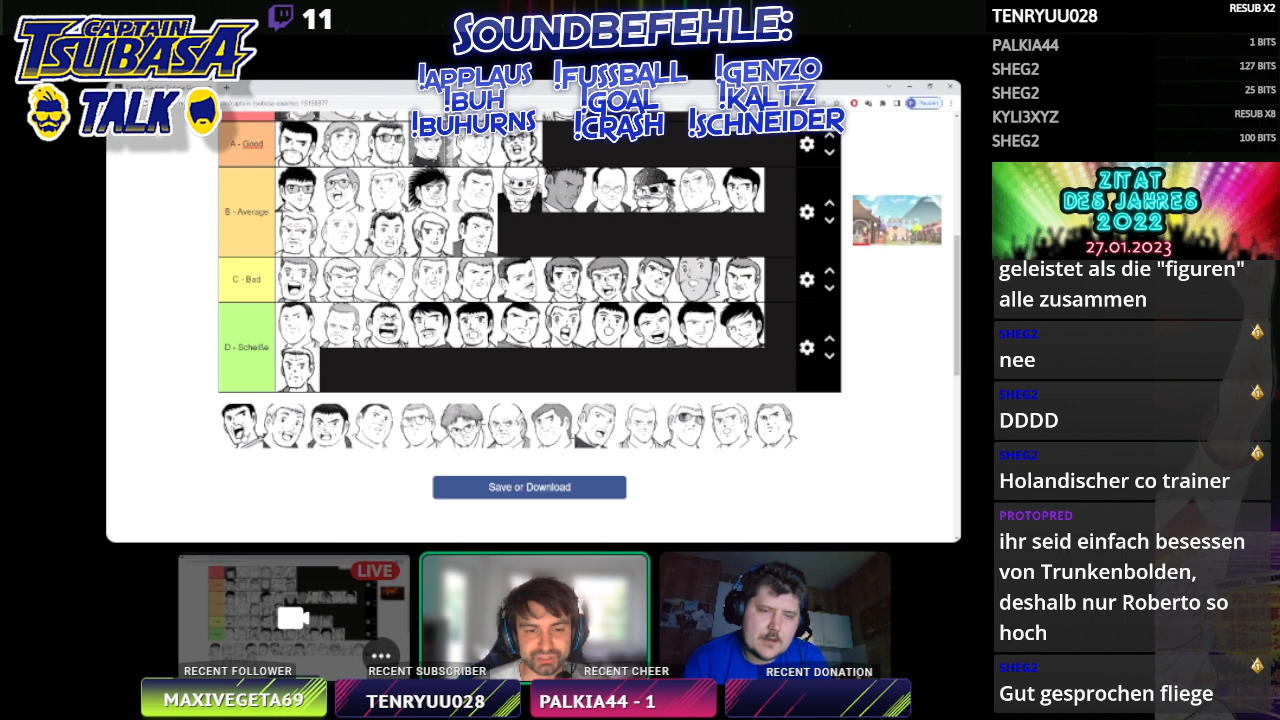 CAPTAIN
TSUBASA
TALK
11
SOUNDBEFEHLE:
!APPLAUS !FUSSBALL !GENZO
!BUH !GOAL !KALTZ
!BUHURNS !CRASH !SCHNEIDER
A - Good
B - Average
C - Bad
D - Scheiße
Save or Download
LIVE
RECENT FOLLOWER
MAXIVEGETA69
RECENT SUBSCRIBER
TENRYUU028
RECENT CHEER
PALKIA44 - 1
RECENT DONATION
TENRYUU028 RESUB X2
PALKIA44 1 BITS
SHEG2 127 BITS
SHEG2 25 BITS
KYLI3XYZ RESUB X8
SHEG2 100 BITS
ZITAT
DES JAHRES
2022
27.01.2023
geleistet als die "figuren"
alle zusammen
SHEG2
nee
SHEG2
DDDD
SHEG2
Holandischer co trainer
PROTOPRED
ihr seid einfach besessen
von Trunkenbolden,
deshalb nur Roberto so
hoch
SHEG2
Gut gesprochen fliege